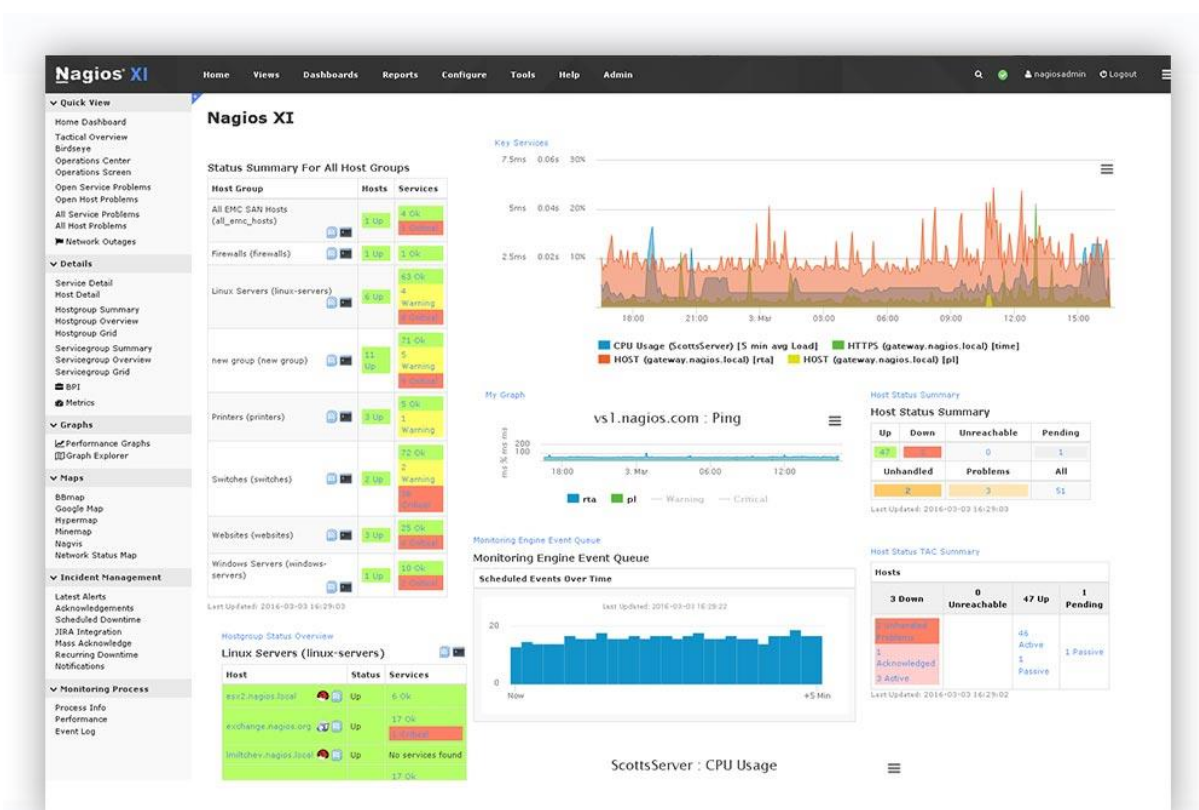 Nagios XI
Home Views Dashboards Reports Configure Tools Help Admin
nagiosadmin Logout
Quick View
Home Dashboard
Tactical Overview
Birdseye
Operations Center
Operations Screen
Open Service Problems
Open Host Problems
All Service Problems
All Host Problems
Network Outages
Details
Service Detail
Host Detail
Hostgroup Summary
Hostgroup Overview
Hostgroup Grid
Servicegroup Summary
Servicegroup Overview
Servicegroup Grid
BPI
Metrics
Graphs
Performance Graphs
Graph Explorer
Maps
BBmap
Google Map
Hypermap
Minemap
Nagvis
Network Status Map
Incident Management
Latest Alerts
Acknowledgements
Scheduled Downtime
JIRA Integration
Mass Acknowledge
Recurring Downtime
Notifications
Monitoring Process
Process Info
Performance
Event Log
Nagios XI
Status Summary For All Host Groups
Host Group Hosts Services
All EMC SAN Hosts
(all_emc_hosts)
1 Up
4 Ok
Critical
Firewalls (firewalls) 1 Up 1 Ok
Linux Servers (linux-servers)
6 Up
63 Ok
4
Warning
Critical
new group (new group)
11
Up
71 Ok
5
Warning
Critical
Printers (printers)
3 Up
5 Ok
1
Warning
Switches (switches)
2 Up
72 Ok
2
Warning
Critical
Websites (websites)
3 Up
25 Ok
Critical
Windows Servers (windows-
servers)
1 Up
10 Ok
Critical
Last Updated: 2016-03-03 16:29:03
Hostgroup Status Overview
Linux Servers (linux-servers)
Host Status Services
esx2.nagios.local Up 6 Ok
exchange.nagios.org Up
17 Ok
1 Critical
lmiltchev.nagios.local Up No services found
17 Ok
Key Services
7.5ms 0.06s 30%
5ms 0.04s 20%
2.5ms 0.02s 10%
18:00 21:00 3. Mar 03:00 06:00 09:00 12:00 15:00
CPU Usage (ScottsServer) [5 min avg Load] HTTPS (gateway.nagios.local) [time]
HOST (gateway.nagios.local) [rta] HOST (gateway.nagios.local) [pl]
My Graph
vs1.nagios.com : Ping
ms % ms ms
200
100
18:00 3. Mar 06:00 12:00
rta pl Warning Critical
Monitoring Engine Event Queue
Monitoring Engine Event Queue
Scheduled Events Over Time
Last Updated: 2016-03-03 16:29:22
20
0
Now +5 Min
ScottsServer : CPU Usage
Host Status Summary
Host Status Summary
Up Down Unreachable Pending
47 0 1
Unhandled Problems All
2 3 51
Last Updated: 2016-03-03 16:29:03
Host Status TAC Summary
Hosts
3 Down 0 Unreachable 47 Up 1 Pending
2 Unhandled
Problems
1
Acknowledged
3 Active
46
Active
1
Passive
1 Passive
Last Updated: 2016-03-03 16:29:02